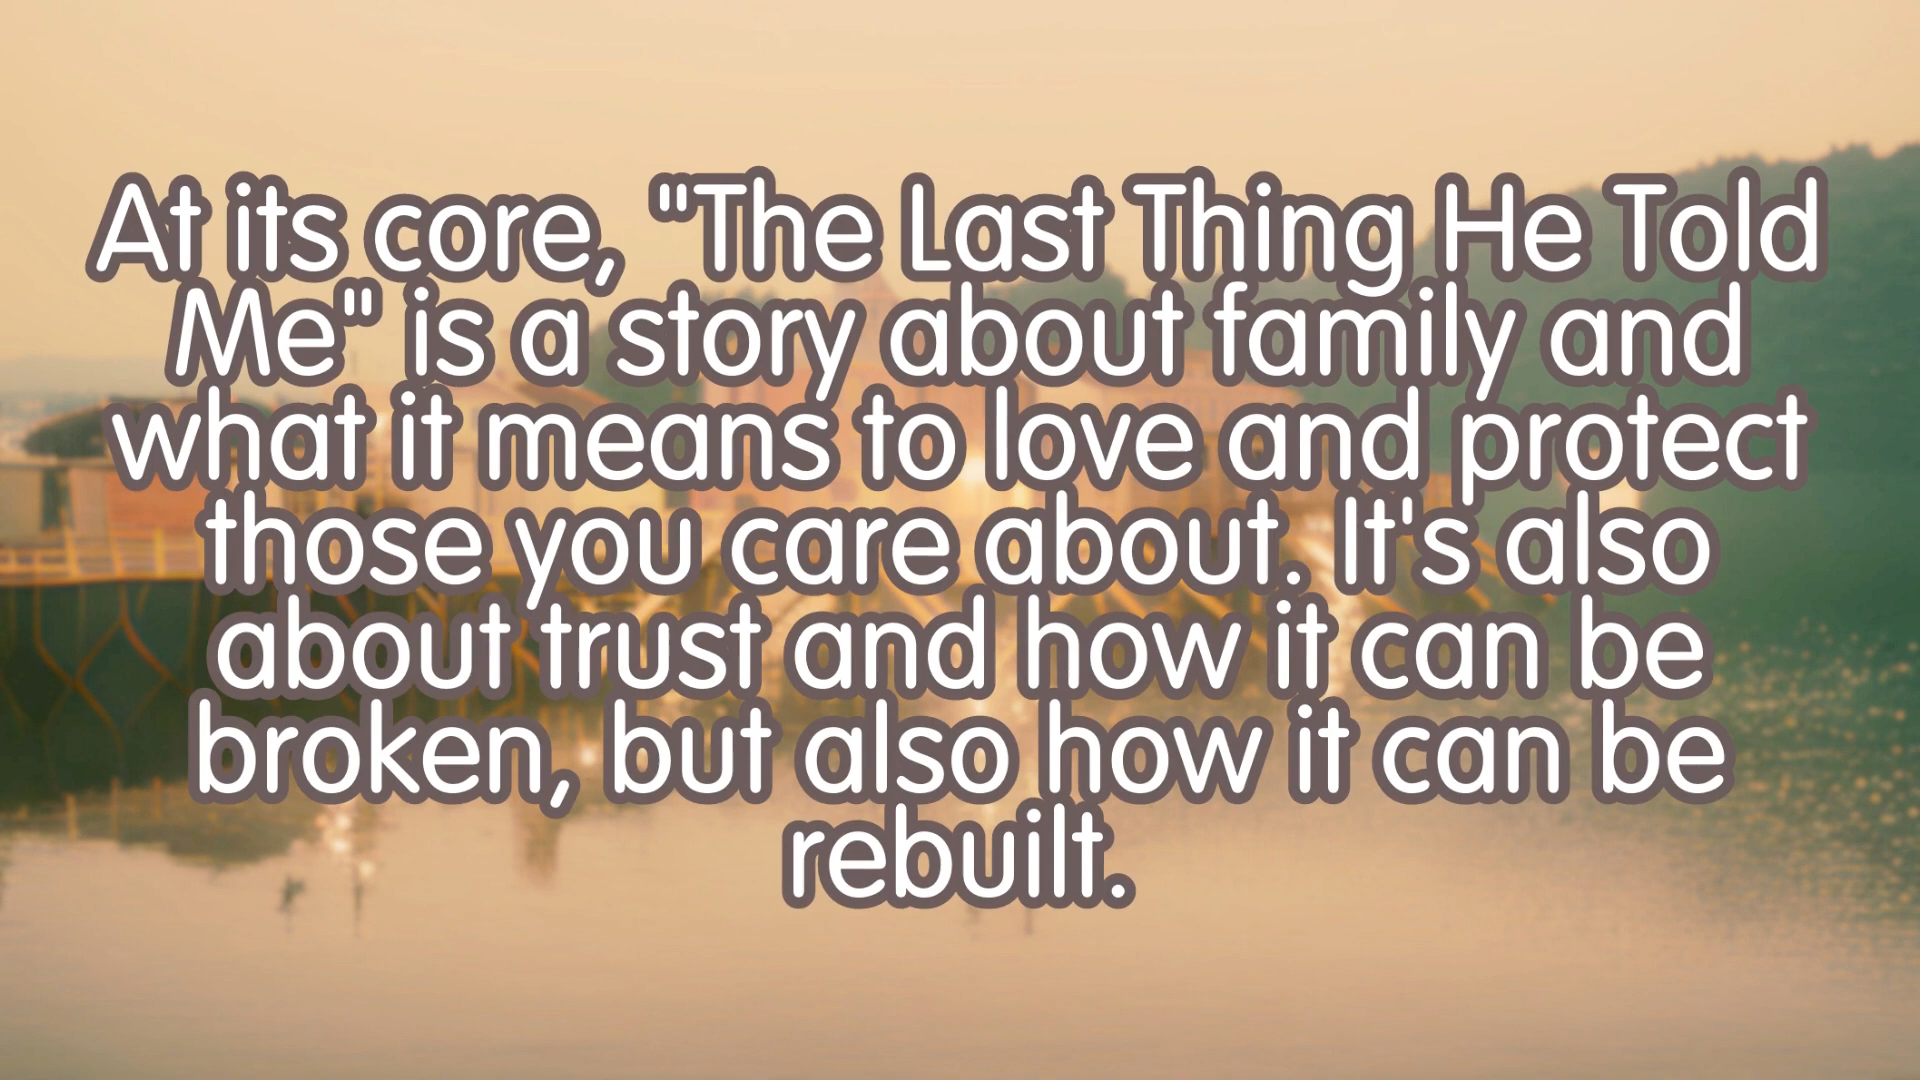 At its core, "The Last Thing He Told
Me" is a story about family and
what it means to love and protect
those you care about. It's also
about trust and how it can be
broken, but also how it can be
rebuilt.